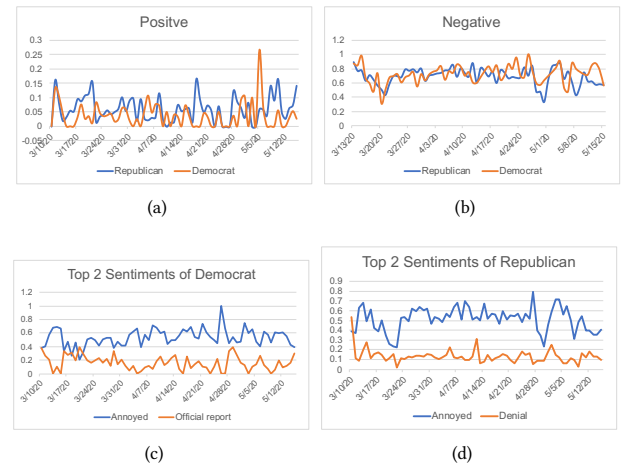 Positve
0.3
0.25
0.2
0.15
0.1
0.05
0
-0.05
3/10/20 3/17/20 3/24/20 3/31/20 4/7/20 4/14/20 4/21/20 4/28/20 5/5/20 5/12/20
Republican Democrat
(a)
Negative
1.2
1
0.8
0.6
0.4
0.2
0
3/13/20 3/20/20 3/27/20 4/3/20 4/10/20 4/17/20 4/24/20 5/1/20 5/8/20 5/15/20
Republican Democrat
(b)
Top 2 Sentiments of Democrat
1.2
1
0.8
0.6
0.4
0.2
0
3/10/20 3/17/20 3/24/20 3/31/20 4/7/20 4/14/20 4/21/20 4/28/20 5/5/20 5/12/20
Annoyed Official report
(c)
Top 2 Sentiments of Republican
0.9
0.8
0.7
0.6
0.5
0.4
0.3
0.2
0.1
0
3/10/20 3/17/20 3/24/20 3/31/20 4/7/20 4/14/20 4/21/20 4/28/20 5/5/20 5/12/20
Annoyed Denial
(d)